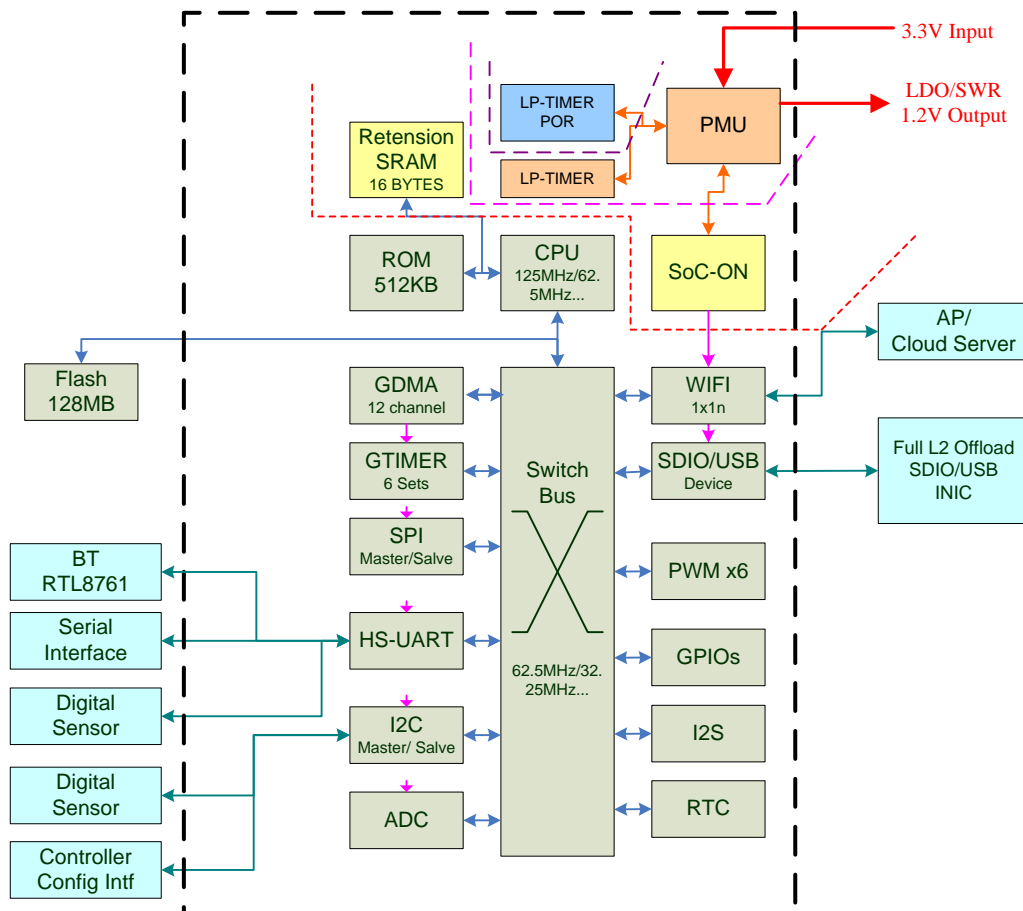 3.3V Input
LDO/SWR
1.2V Output
LP-TIMER
POR
PMU
Retension
SRAM
16 BYTES
LP-TIMER
ROM
512KB
CPU
125MHz/62.
5MHz...
SoC-ON
AP/
Cloud Server
Flash
128MB
GDMA
12 channel
WIFI
1x1n
GTIMER
6 Sets
Switch
Bus
SDIO/USB
Device
Full L2 Offload
SDIO/USB
INIC
SPI
Master/Salve
BT
RTL8761
PWM x6
Serial
Interface
HS-UART
62.5MHz/32.
25MHz...
GPIOs
Digital
Sensor
I2C
Master/ Salve
I2S
Digital
Sensor
ADC
RTC
Controller
Config Intf